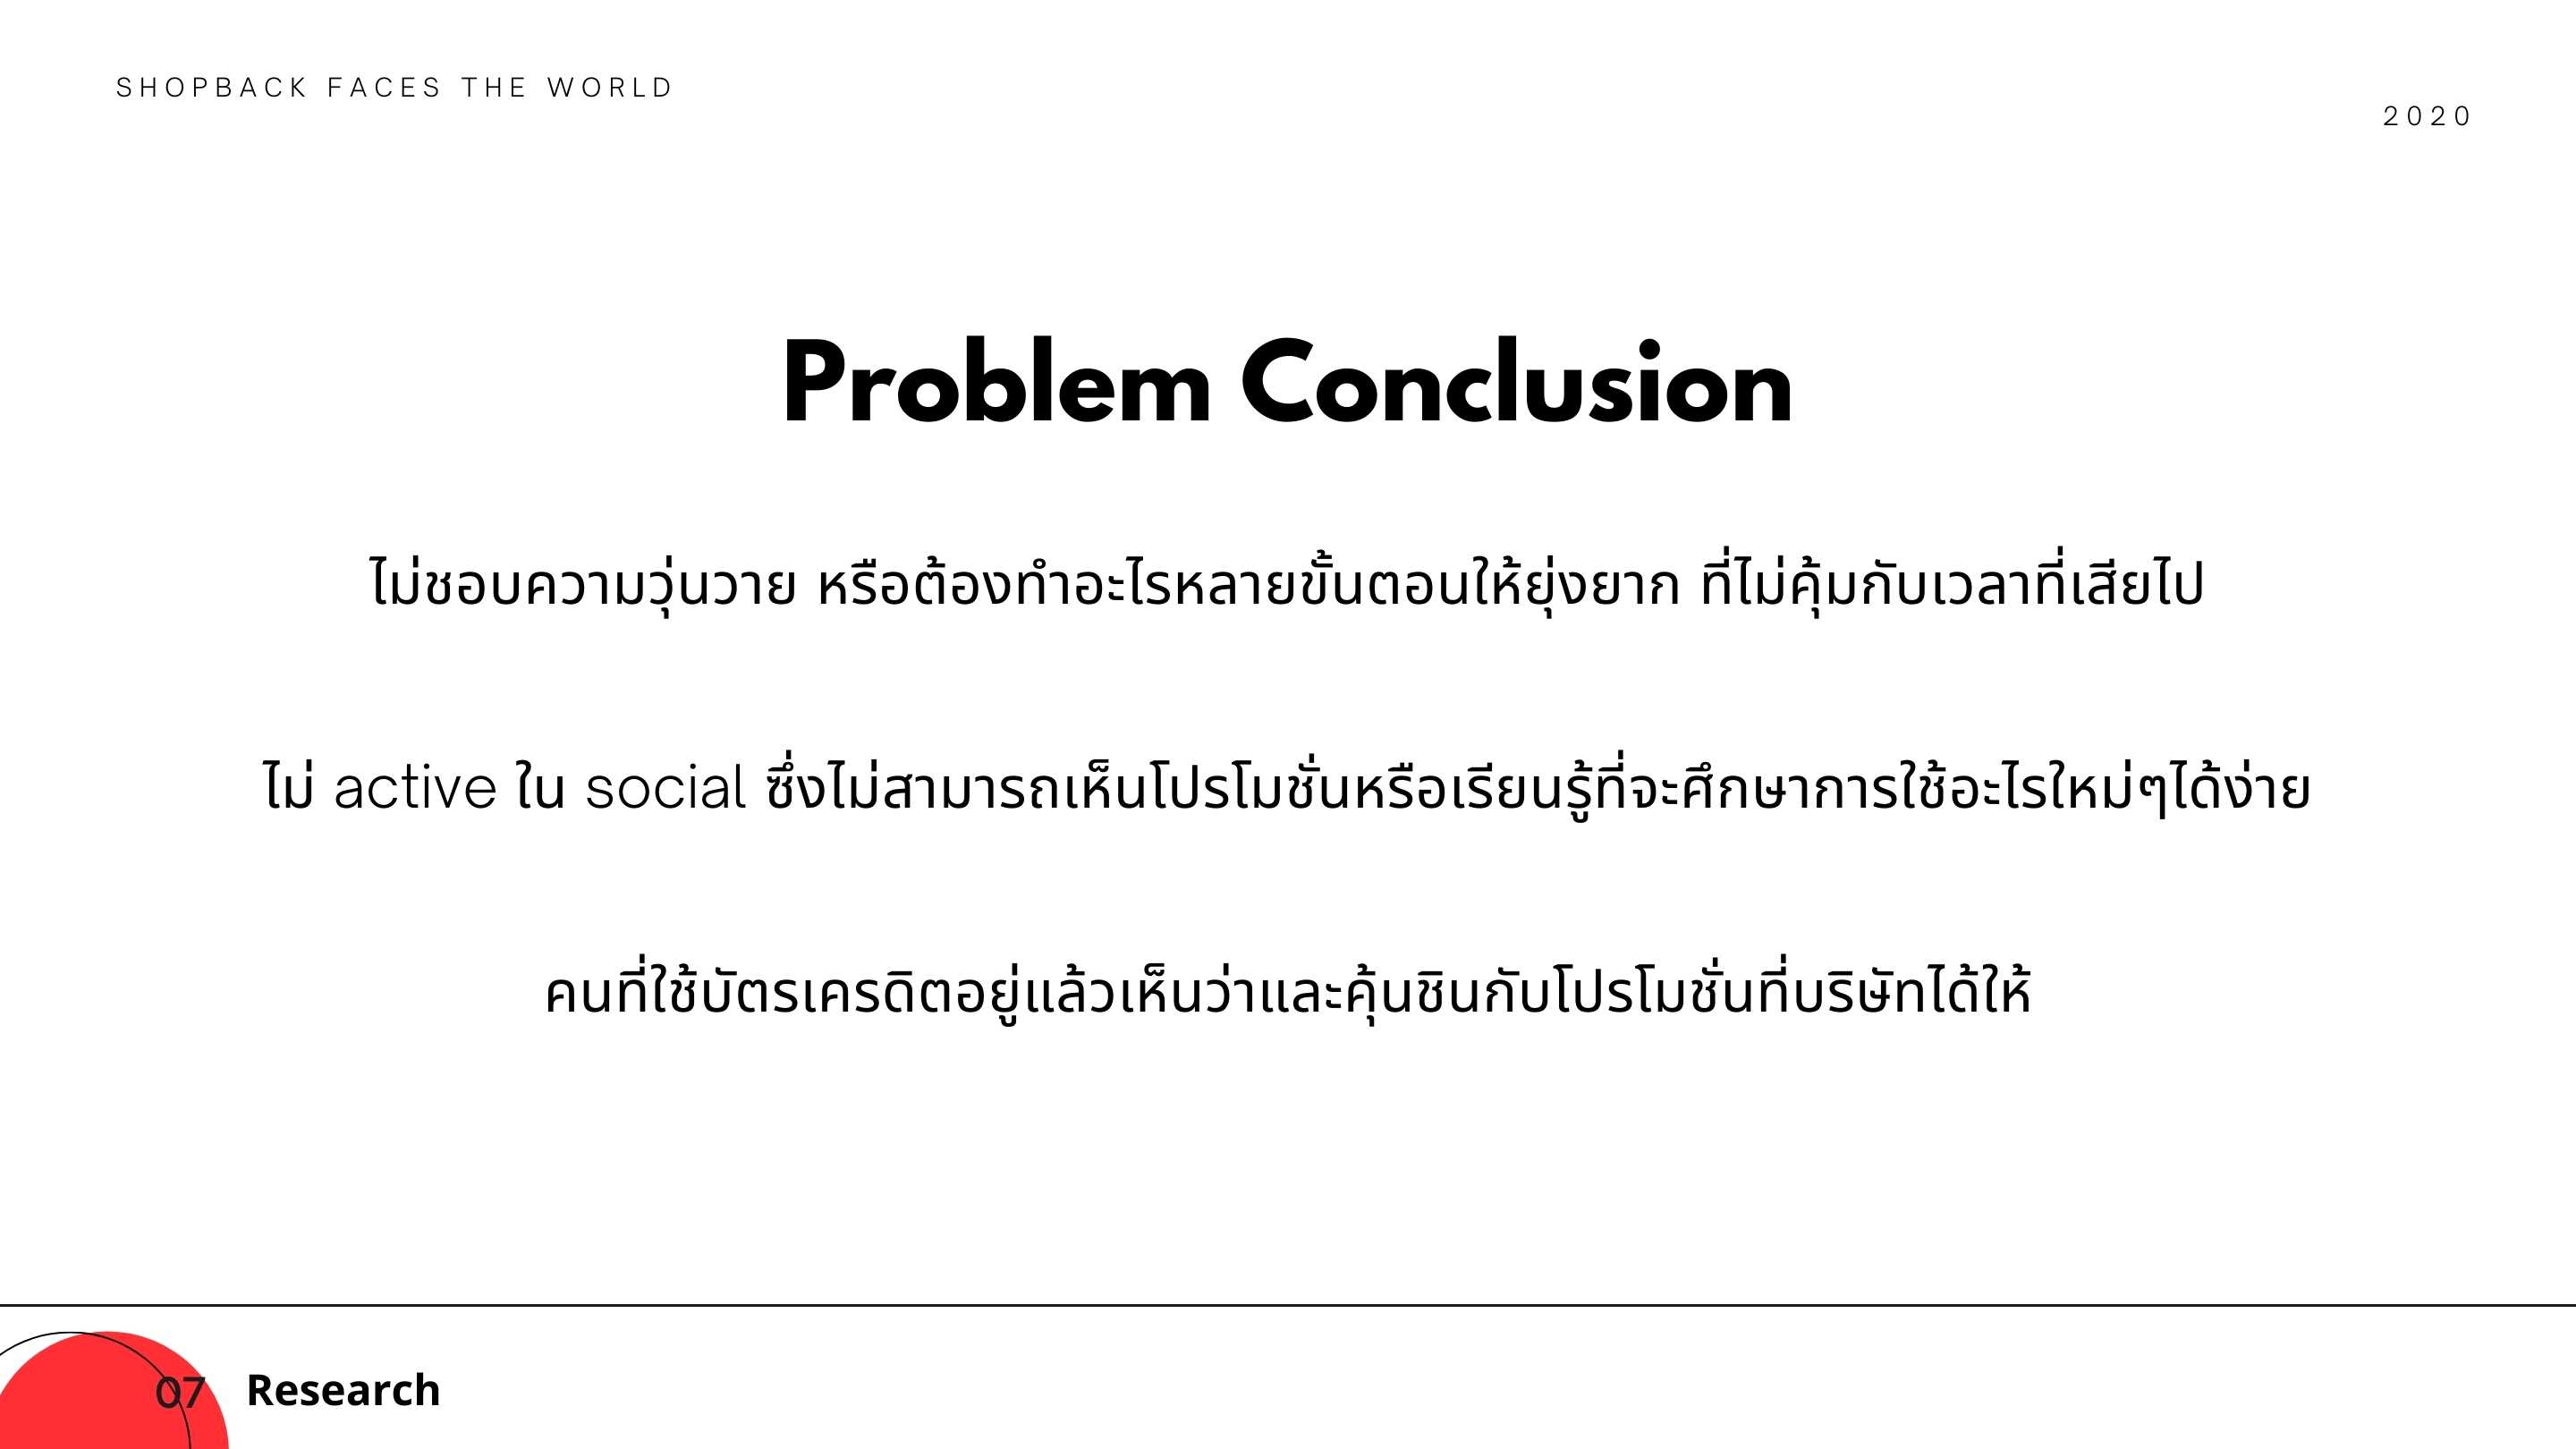 SHOPBACK FACES THE WORLD
2020
Problem Conclusion
ไม่ชอบความวุ่นวาย หรือต้องทำอะไรหลายขั้นตอนให้ยุ่งยาก ที่ไม่คุ้มกับเวลาที่เสียไป
ไม่ active ใน social ซึ่งไม่สามารถเห็นโปรโมชั่นหรือเรียนรู้ที่จะศึกษาการใช้อะไรใหม่ๆได้ง่าย
คนที่ใช้บัตรเครดิตอยู่แล้วเห็นว่าและคุ้นชินกับโปรโมชั่นที่บริษัทได้ให้
07 Research